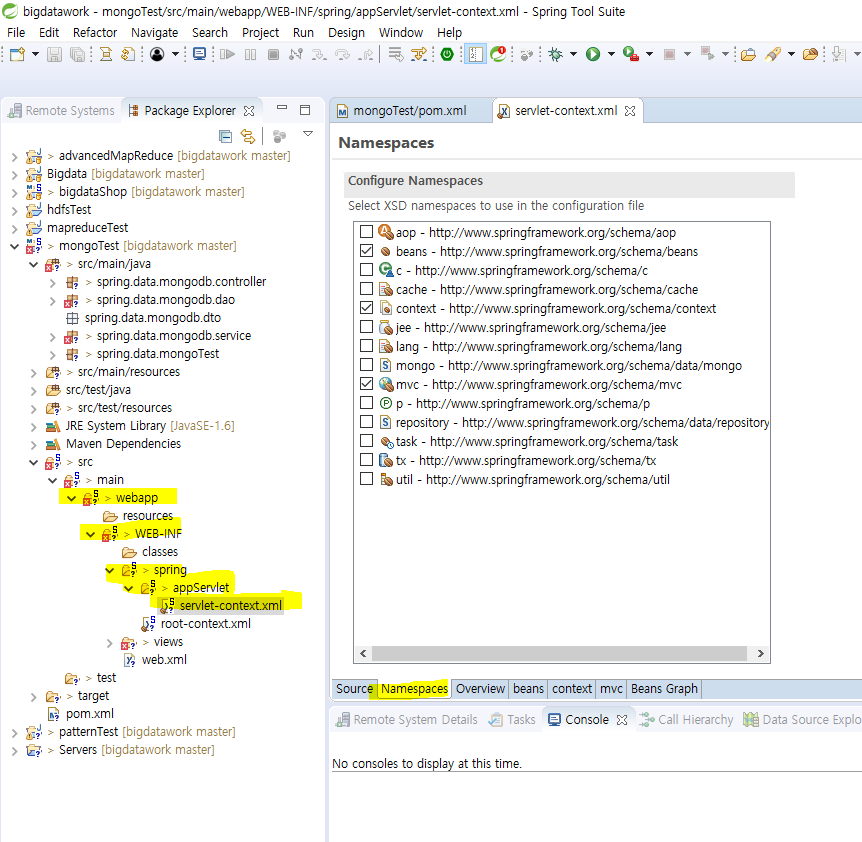 bigdatawork - mongoTest/src/main/webapp/WEB-INF/spring/appServlet/servlet-context.xml - Spring Tool Suite
File Edit Refactor Navigate Search Project Run Design Window Help
Remote Systems Package Explorer
> advancedMapReduce [bigdatawork master]
Bigdata [bigdatawork master]
> bigdataShop [bigdatawork master]
hdfsTest
mapreduceTest
> mongoTest [bigdatawork master]
> src/main/java
> spring.data.mongodb.controller
> spring.data.mongodb.dao
spring.data.mongodb.dto
> spring.data.mongodb.service
> spring.data.mongoTest
> src/main/resources
src/test/java
> src/test/resources
JRE System Library [JavaSE-1.6]
Maven Dependencies
> src
> main
> webapp
resources
> WEB-INF
classes
> spring
> appServlet
servlet-context.xml
root-context.xml
> views
web.xml
> test
> target
pom.xml
> patternTest [bigdatawork master]
> Servers [bigdatawork master]
mongoTest/pom.xml servlet-context.xml
Namespaces
Configure Namespaces
Select XSD namespaces to use in the configuration file
aop - http://www.springframework.org/schema/aop
beans - http://www.springframework.org/schema/beans
c - http://www.springframework.org/schema/c
cache - http://www.springframework.org/schema/cache
context - http://www.springframework.org/schema/context
jee - http://www.springframework.org/schema/jee
lang - http://www.springframework.org/schema/lang
mongo - http://www.springframework.org/schema/data/mongo
mvc - http://www.springframework.org/schema/mvc
p - http://www.springframework.org/schema/p
repository - http://www.springframework.org/schema/data/repository
task - http://www.springframework.org/schema/task
tx - http://www.springframework.org/schema/tx
util - http://www.springframework.org/schema/util
Source Namespaces Overview beans context mvc Beans Graph
Remote System Details Tasks Console Call Hierarchy Data Source Explo
No consoles to display at this time.